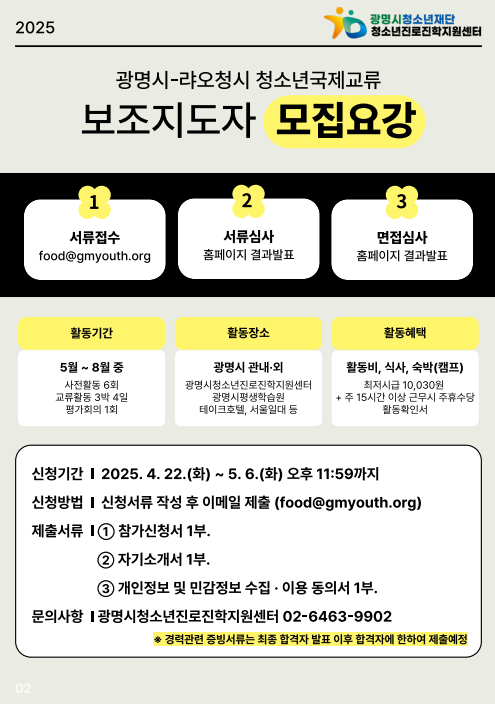 2025
광명시청소년재단
청소년진로진학지원센터
광명시-랴오청시 청소년국제교류
보조지도자 모집요강
1
서류접수
food@gmyouth.org
2
서류심사
홈페이지 결과발표
3
면접심사
홈페이지 결과발표
활동기간
5월 ~ 8월 중
사전활동 6회
교류활동 3박 4일
평가회의 1회
활동장소
광명시 관내·외
광명시청소년진로진학지원센터
광명시평생학습원
테이크호텔, 서울일대 등
활동혜택
활동비, 식사, 숙박(캠프)
최저시급 10,030원
+ 주 15시간 이상 근무시 주휴수당
활동확인서
신청기간 I 2025. 4. 22.(화) ~ 5. 6.(화) 오후 11:59까지
신청방법 I 신청서류 작성 후 이메일 제출 (food@gmyouth.org)
제출서류 I ① 참가신청서 1부.
② 자기소개서 1부.
③ 개인정보 및 민감정보 수집 · 이용 동의서 1부.
문의사항 I 광명시청소년진로진학지원센터 02-6463-9902
※ 경력관련 증빙서류는 최종 합격자 발표 이후 합격자에 한하여 제출예정
02